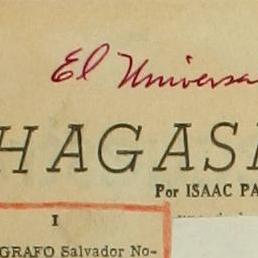 El Universa
HAGAS
Por ISAAC PA
I
GRAFO Salvador No-